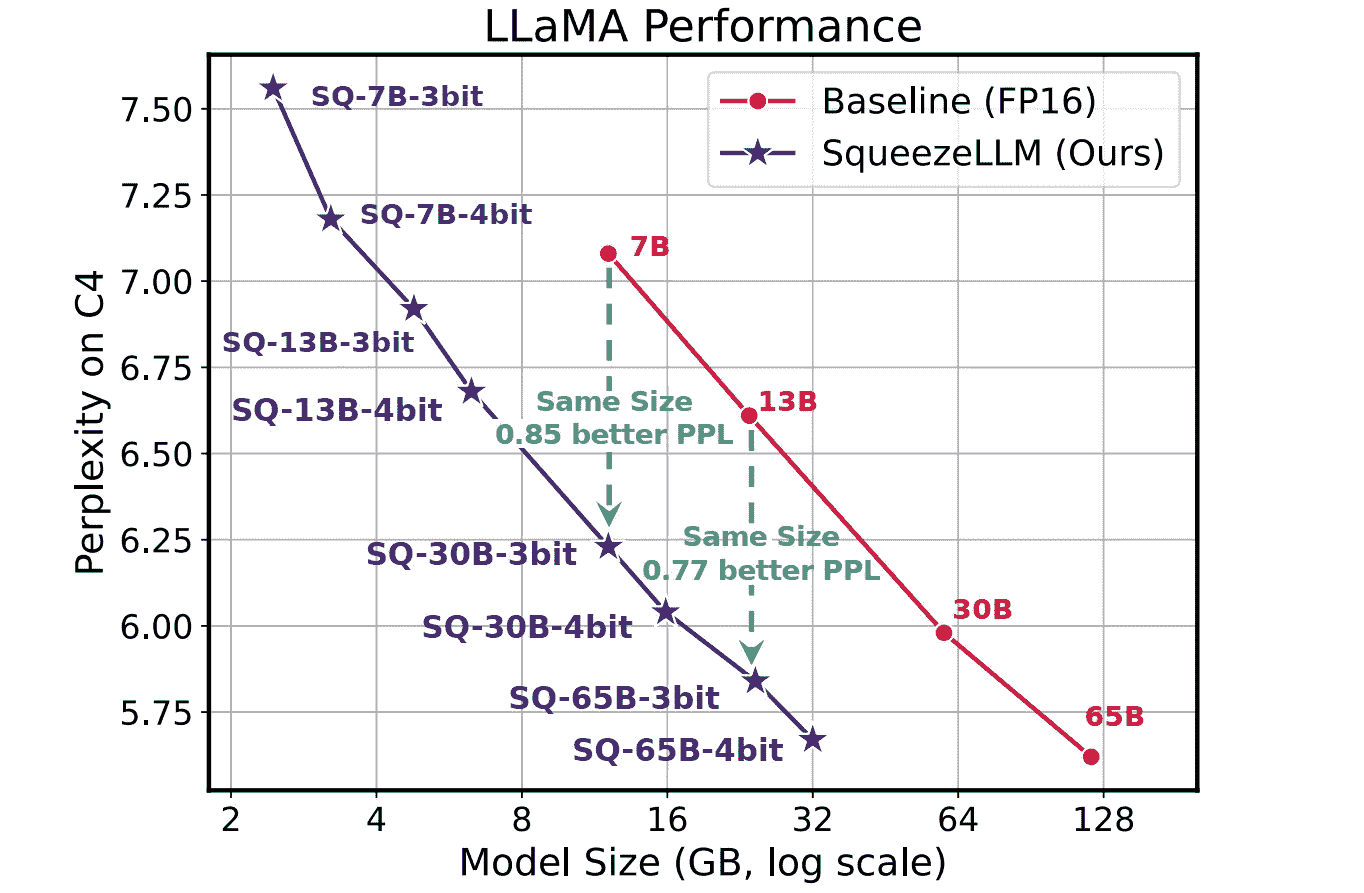 LLaMA Performance
Baseline (FP16)
SqueezeLLM (Ours)
Perplexity on C4
7.50
7.25
7.00
6.75
6.50
6.25
6.00
5.75
SQ-7B-3bit
SQ-7B-4bit
7B
SQ-13B-3bit
SQ-13B-4bit
Same Size
0.85 better PPL
13B
Same Size
0.77 better PPL
SQ-30B-3bit
30B
SQ-30B-4bit
SQ-65B-3bit
65B
SQ-65B-4bit
2 4 8 16 32 64 128
Model Size (GB, log scale)